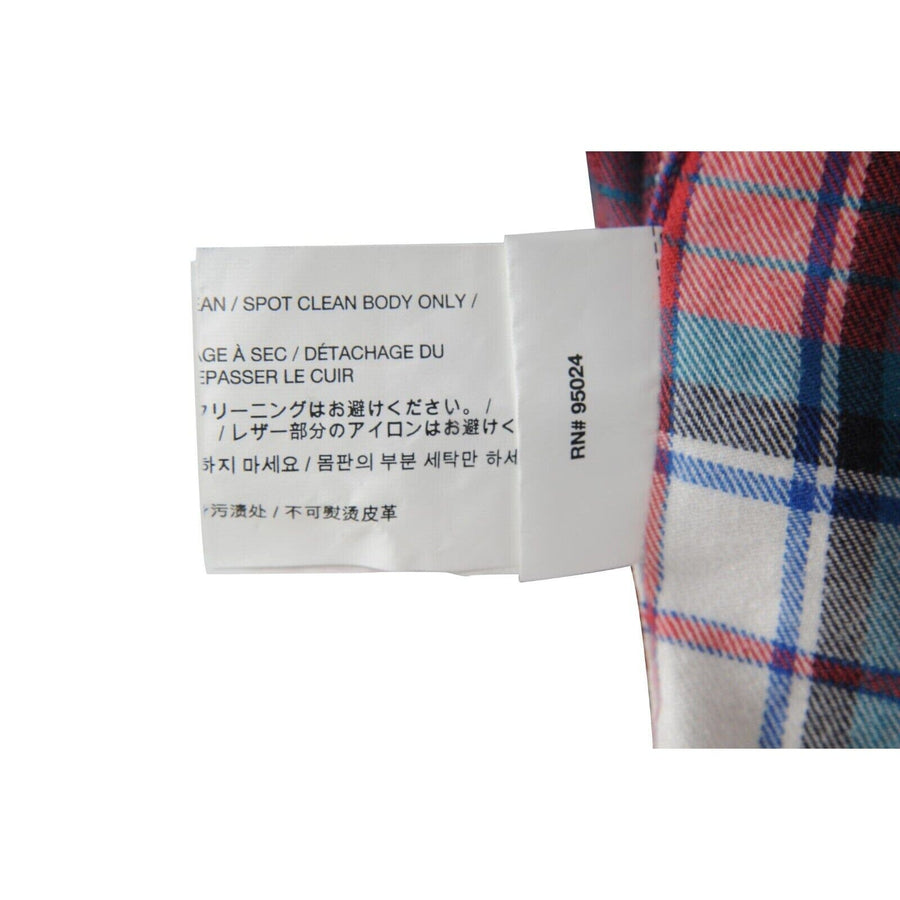 EAN / SPOT CLEAN BODY ONLY /
AGE À SEC / DÉTACHAGE DU
EPASSER LE CUIR
クリーニングはお避けください。/
/ レザー部分のアイロンはお避けく
하지 마세요 / 몸판의 부분 세탁만 하세
污渍处 / 不可熨烫皮革
RN# 95024